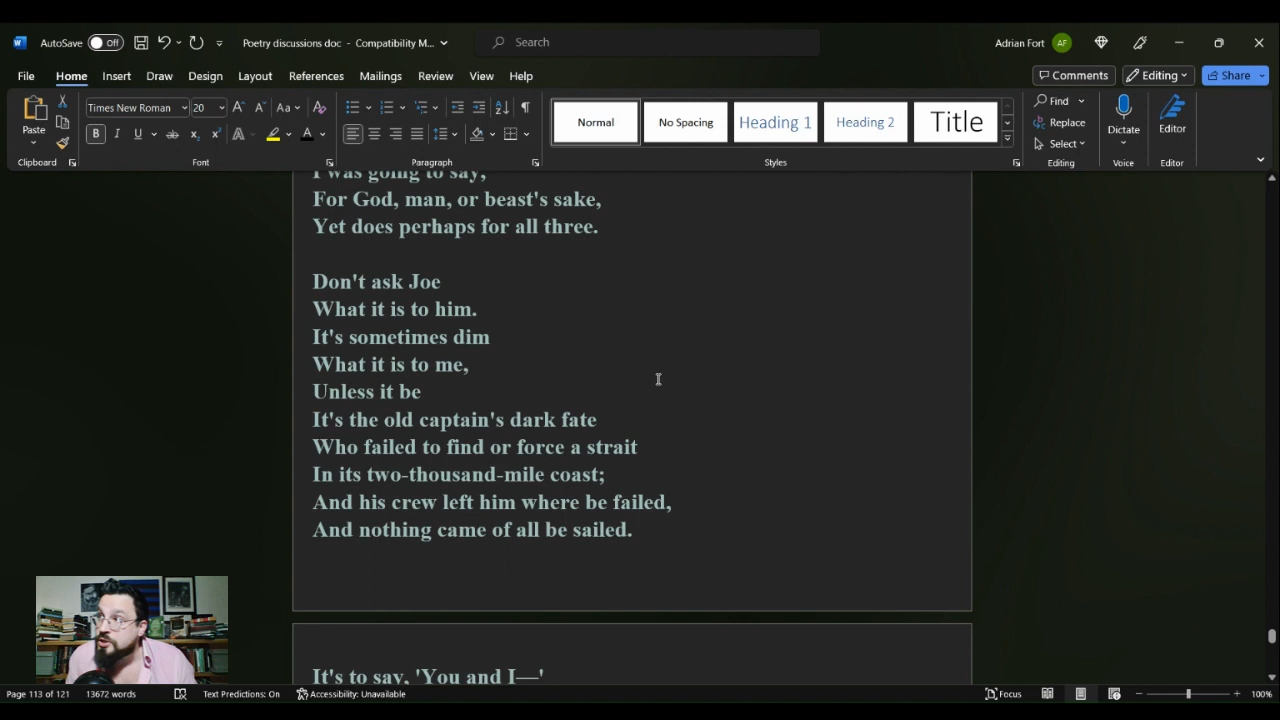 AutoSave Off Poetry discussions doc - Compatibility M... Search Adrian Fort AF
File Home Insert Draw Design Layout References Mailings Review View Help Comments Editing Share
Paste Times New Roman 20 Aa Normal No Spacing Heading 1 Heading 2 Title Find Replace Select Dictate Editor
Clipboard Font Paragraph Styles Editing Voice Editor
I was going to say,
For God, man, or beast's sake,
Yet does perhaps for all three.
Don't ask Joe
What it is to him.
It's sometimes dim
What it is to me,
Unless it be
It's the old captain's dark fate
Who failed to find or force a strait
In its two-thousand-mile coast;
And his crew left him where be failed,
And nothing came of all be sailed.
It's to say, 'You and I—'
Page 113 of 121 13672 words Text Predictions: On Accessibility: Unavailable Focus 100%